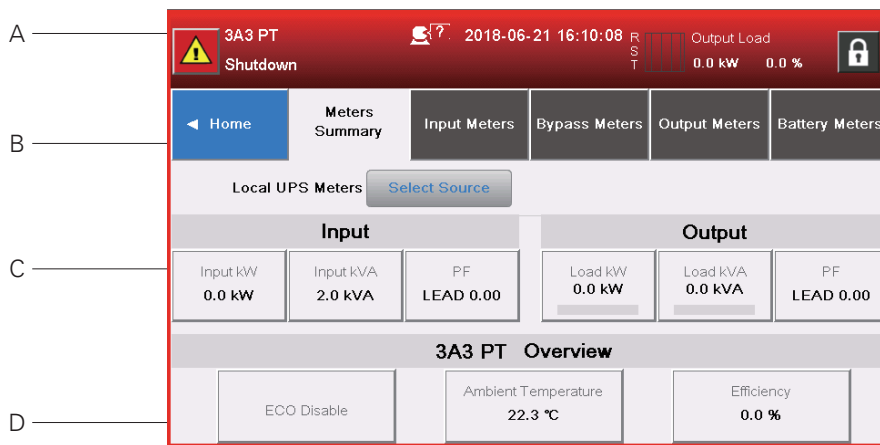 A
3A3 PT
Shutdown
?
2018-06-21 16:10:08
R
S
T
Output Load
0.0 kW 0.0 %
B
◄ Home
Meters
Summary
Input Meters
Bypass Meters
Output Meters
Battery Meters
Local UPS Meters
Select Source
C
Input
Input kW
0.0 kW
Input kVA
2.0 kVA
PF
LEAD 0.00
Output
Load kW
0.0 kW
Load kVA
0.0 kVA
PF
LEAD 0.00
D
3A3 PT Overview
ECO Disable
Ambient Temperature
22.3 °C
Efficiency
0.0 %